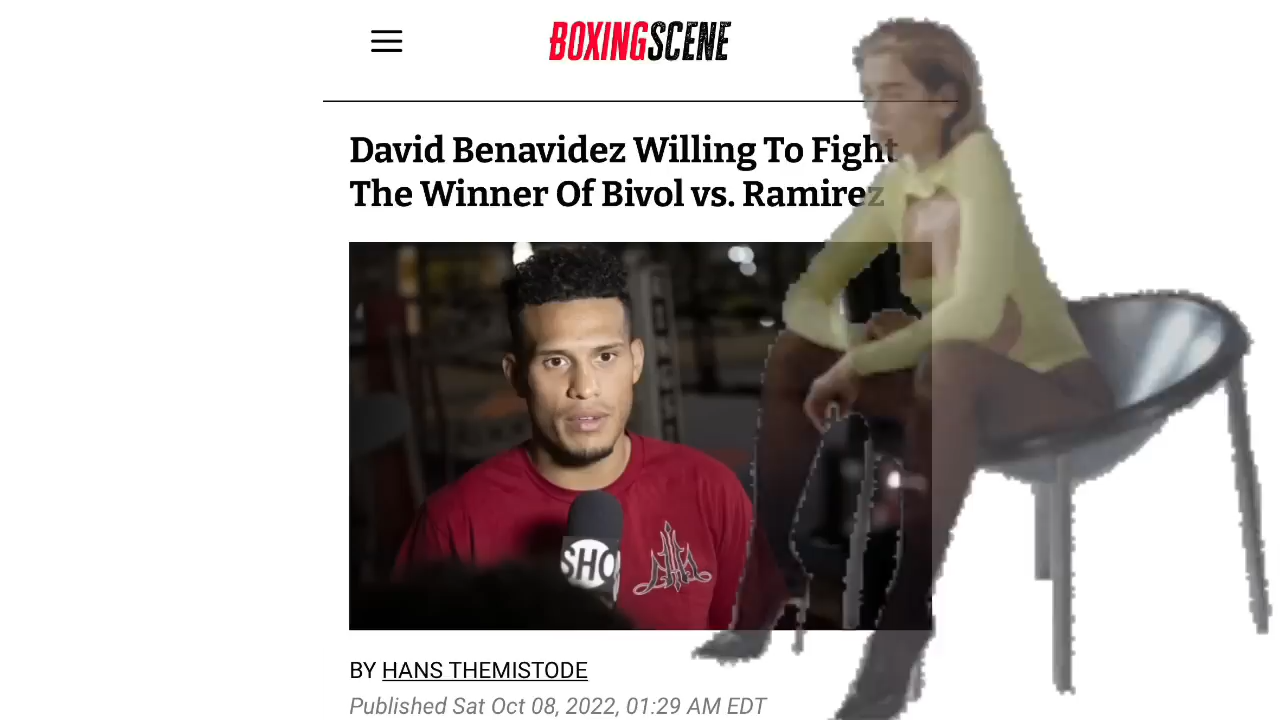 BOXINGSCENE
David Benavidez Willing To Fight
The Winner Of Bivol vs. Ramirez
SHO
BY HANS THEMISTODE
Published Sat Oct 08, 2022, 01:29 AM EDT